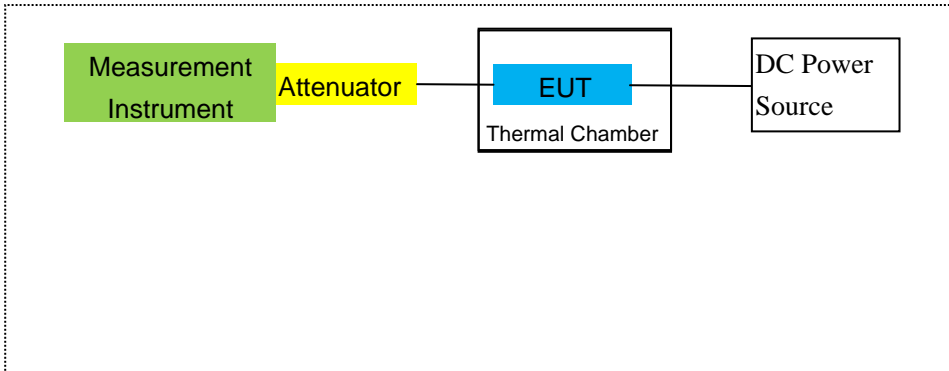 Measurement
Instrument
Attenuator
EUT
Thermal Chamber
DC Power
Source